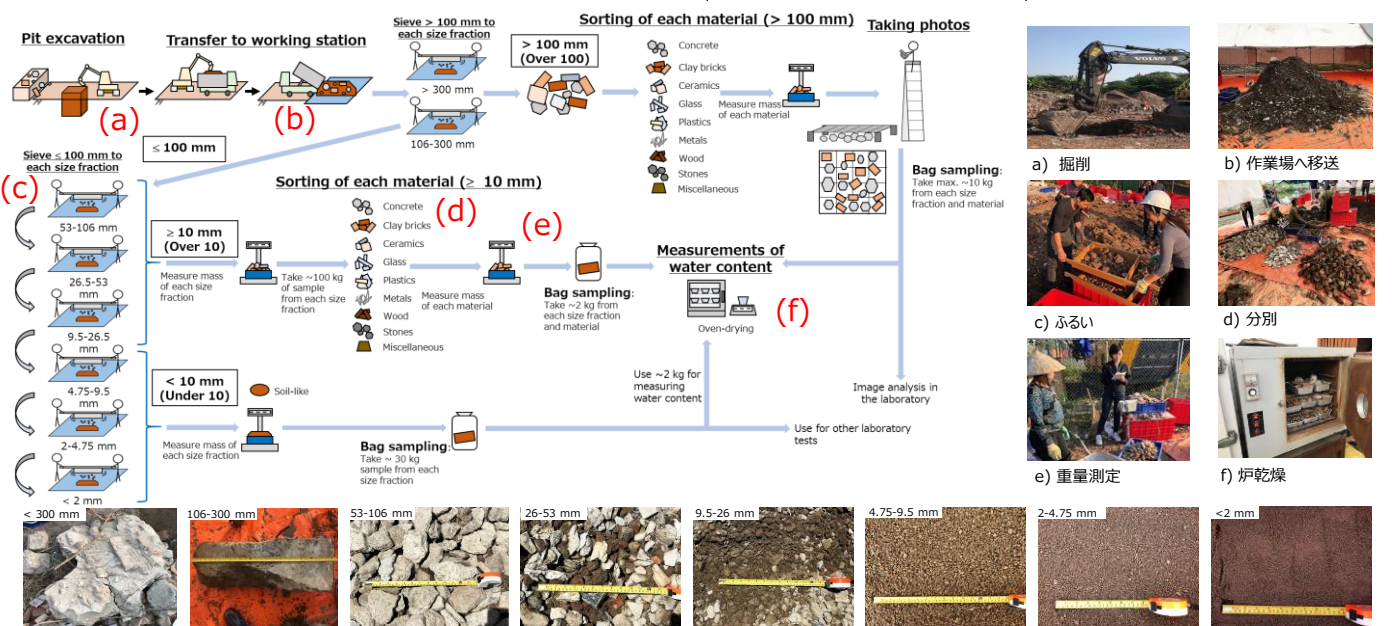 Pit excavation
Transfer to working station
Sieve > 100 mm to
each size fraction
> 300 mm
106-300 mm
> 100 mm
(Over 100)
Sorting of each material (> 100 mm)
Concrete
Clay bricks
Ceramics
Glass
Plastics
Metals
Wood
Stones
Miscellaneous
Measure mass
of each material
Taking photos
Bag sampling:
Take max. ~10 kg
from each size
fraction and material
(a)
(b)
≤ 100 mm
Sieve ≤ 100 mm to
each size fraction
(c)
53-106 mm
26.5-53
mm
9.5-26.5
mm
4.75-9.5
mm
2-4.75 mm
< 2 mm
≥ 10 mm
(Over 10)
Measure mass
of each size
fraction
Take ~100 kg
of sample
from each size
fraction
Sorting of each material (≥ 10 mm)
(d)
Concrete
Clay bricks
Ceramics
Glass
Plastics
Metals
Wood
Stones
Miscellaneous
(e)
Measure mass
of each material
Bag sampling:
Take ~2 kg from
each size fraction
and material
Measurements of
water content
Oven-drying
(f)
< 10 mm
(Under 10)
Soil-like
Measure mass of
each size fraction
Bag sampling:
Take ~ 30 kg
sample from each
size fraction
Use ~2 kg for
measuring
water content
Image analysis in
the laboratory
Use for other laboratory
tests
VOLVO
a) 掘削
b) 作業場へ移送
c) ふるい
d) 分別
e) 重量測定
f) 炉乾燥
< 300 mm
106-300 mm
53-106 mm
26-53 mm
9.5-26 mm
4.75-9.5 mm
2-4.75 mm
<2 mm